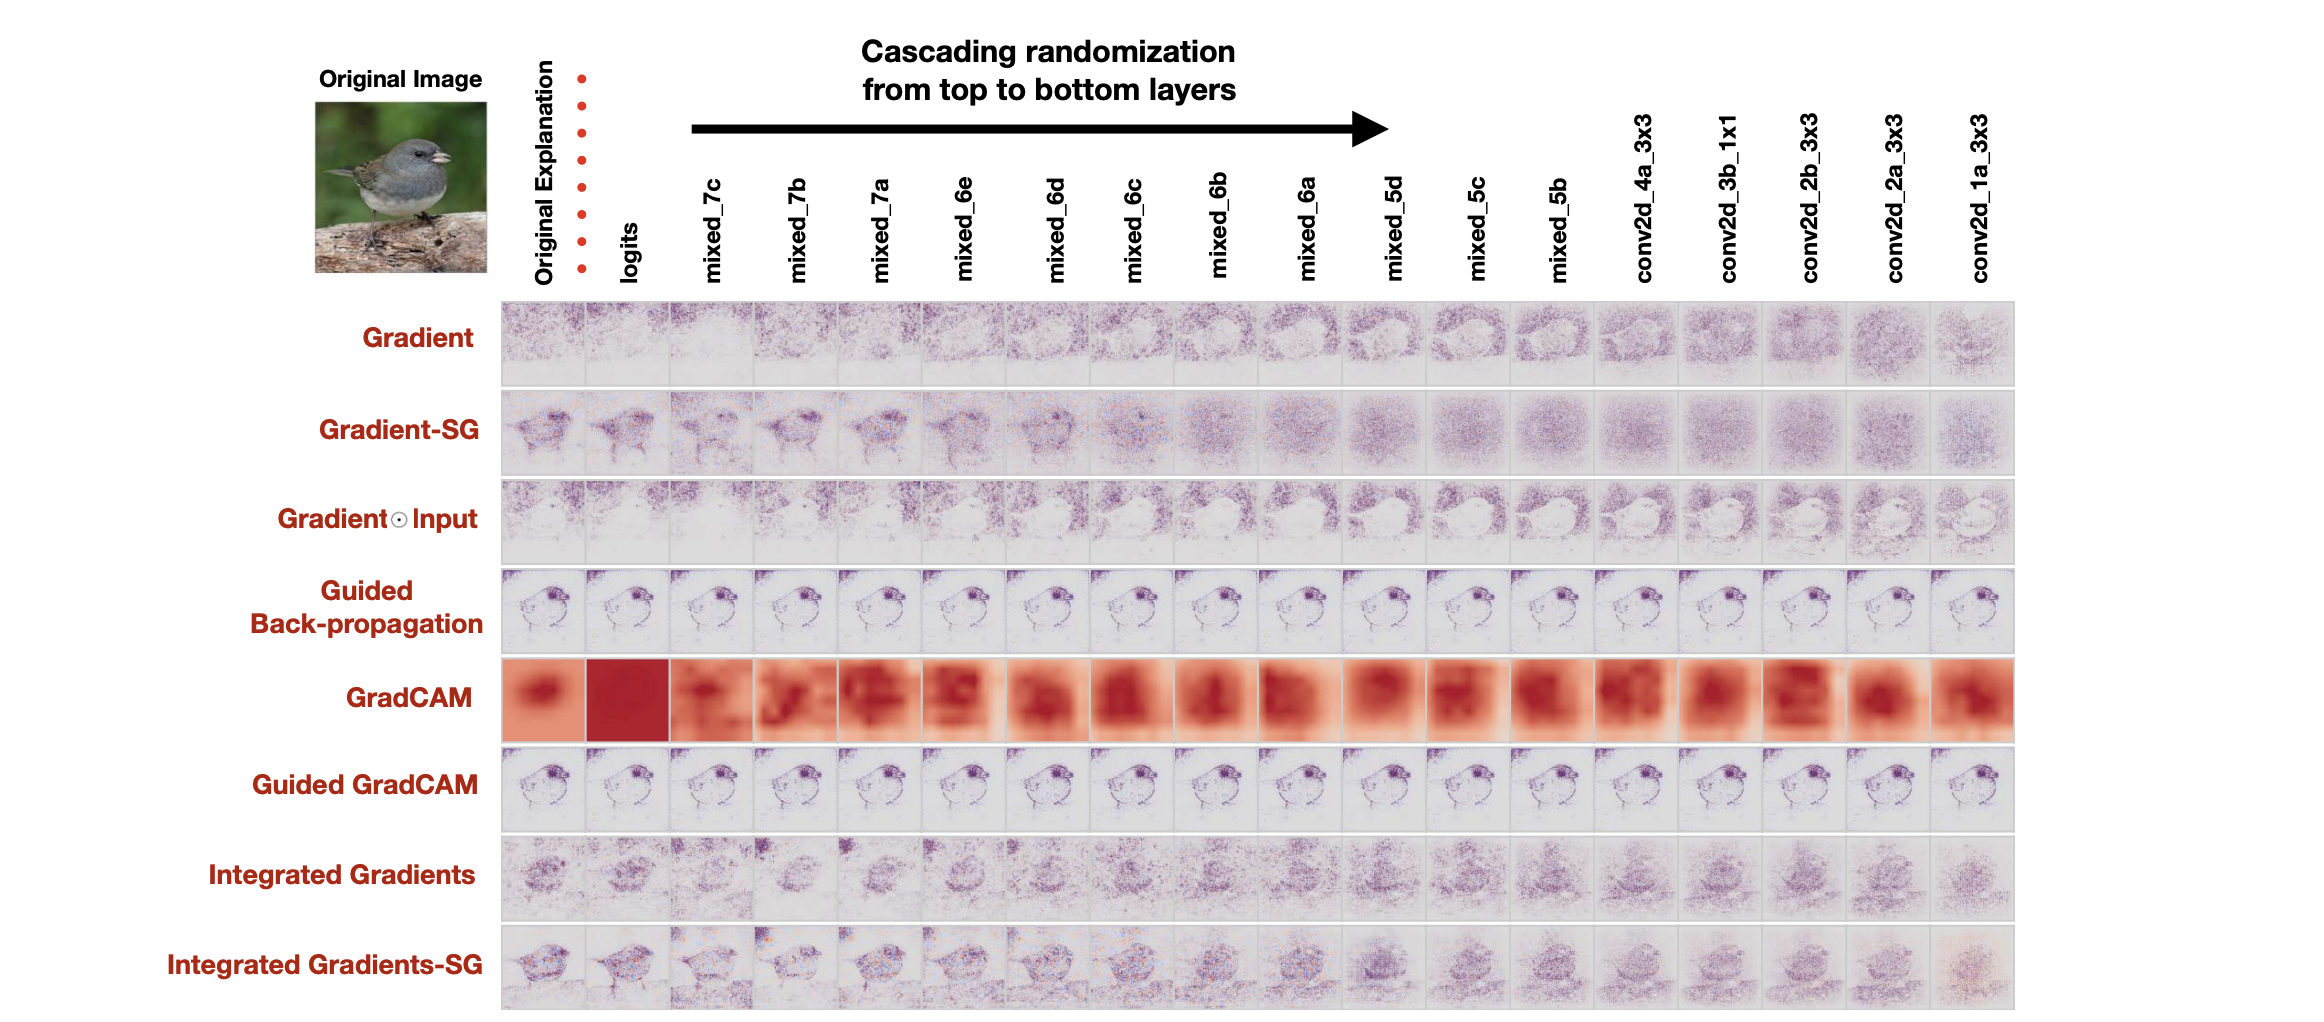 Cascading randomization
from top to bottom layers
Original Image
Original Explanation
logits
mixed_7c
mixed_7b
mixed_7a
mixed_6e
mixed_6d
mixed_6c
mixed_6b
mixed_6a
mixed_5d
mixed_5c
mixed_5b
conv2d_4a_3x3
conv2d_3b_1x1
conv2d_2b_3x3
conv2d_2a_3x3
conv2d_1a_3x3
Gradient
Gradient-SG
Gradient⊙Input
Guided
Back-propagation
GradCAM
Guided GradCAM
Integrated Gradients
Integrated Gradients-SG